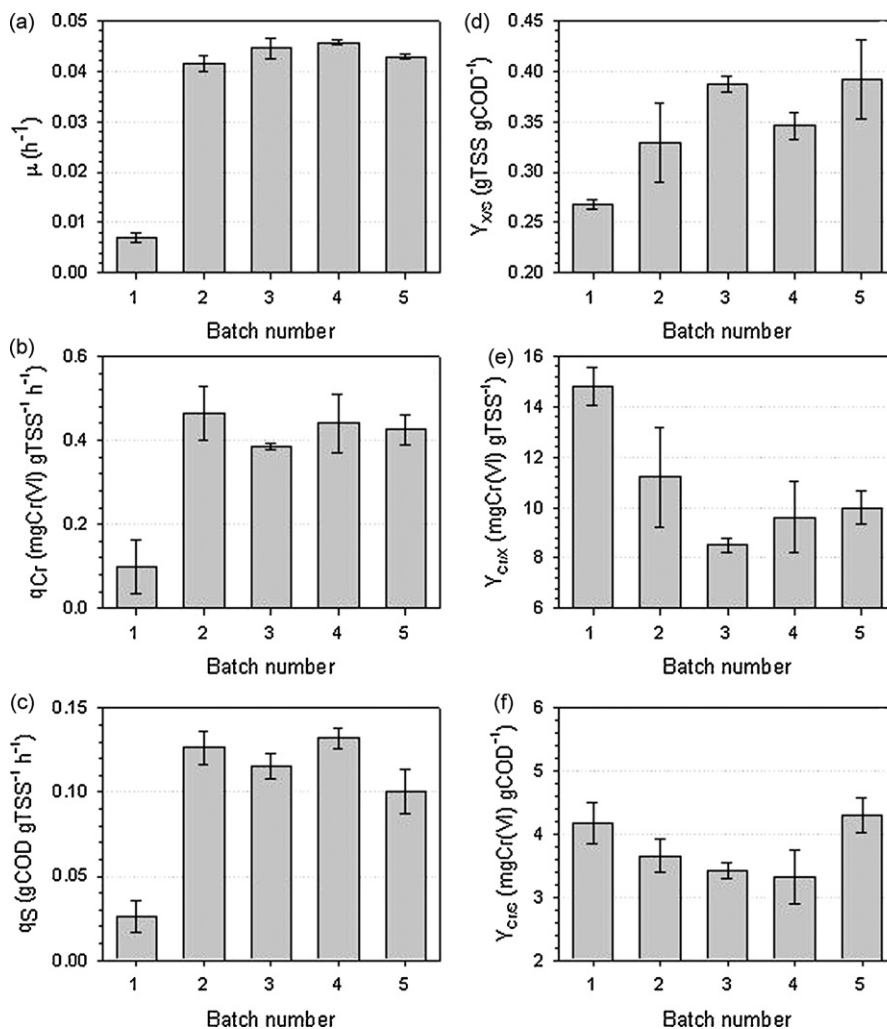 (a)
μ (h⁻¹)
0.05
0.04
0.03
0.02
0.01
0.00
1 2 3 4 5
Batch number
(b)
qCr (mgCr(VI) gTSS⁻¹ h⁻¹)
0.6
0.4
0.2
0.0
1 2 3 4 5
Batch number
(c)
qS (gCOD gTSS⁻¹ h⁻¹)
0.15
0.10
0.05
0.00
1 2 3 4 5
Batch number
(d)
YX/S (gTSS gCOD⁻¹)
0.45
0.40
0.35
0.30
0.25
0.20
1 2 3 4 5
Batch number
(e)
YCr/X (mgCr(VI) gTSS⁻¹)
16
14
12
10
8
6
1 2 3 4 5
Batch number
(f)
YCr/S (mgCr(VI) gCOD⁻¹)
6
5
4
3
2
1 2 3 4 5
Batch number